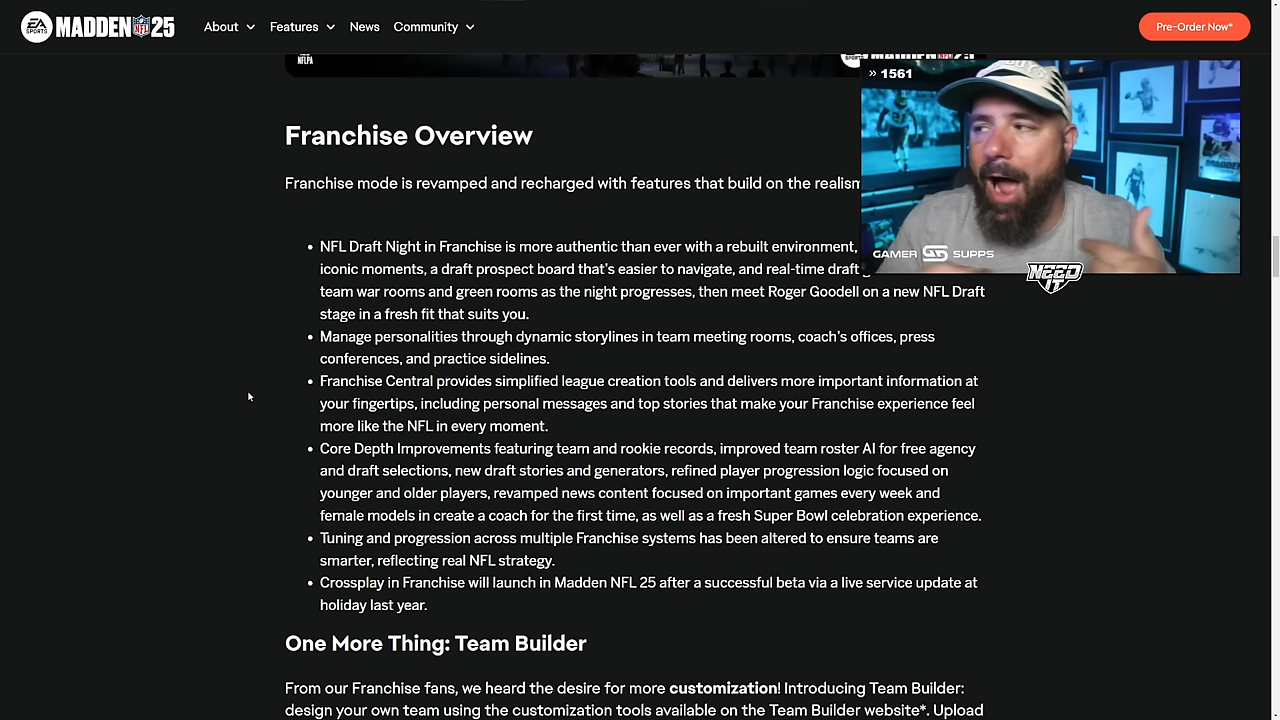 EA SPORTS MADDEN NFL 25 About Features News Community Pre-Order Now*
NFLPA
» 1561
Franchise Overview
Franchise mode is revamped and recharged with features that build on the realism
NFL Draft Night in Franchise is more authentic than ever with a rebuilt environment,
iconic moments, a draft prospect board that's easier to navigate, and real-time draft
team war rooms and green rooms as the night progresses, then meet Roger Goodell on a new NFL Draft
stage in a fresh fit that suits you.
GAMER GS SUPPS
NEED IT
Manage personalities through dynamic storylines in team meeting rooms, coach's offices, press
conferences, and practice sidelines.
Franchise Central provides simplified league creation tools and delivers more important information at
your fingertips, including personal messages and top stories that make your Franchise experience feel
more like the NFL in every moment.
Core Depth Improvements featuring team and rookie records, improved team roster AI for free agency
and draft selections, new draft stories and generators, refined player progression logic focused on
younger and older players, revamped news content focused on important games every week and
female models in create a coach for the first time, as well as a fresh Super Bowl celebration experience.
Tuning and progression across multiple Franchise systems has been altered to ensure teams are
smarter, reflecting real NFL strategy.
Crossplay in Franchise will launch in Madden NFL 25 after a successful beta via a live service update at
holiday last year.
One More Thing: Team Builder
From our Franchise fans, we heard the desire for more customization! Introducing Team Builder:
design your own team using the customization tools available on the Team Builder website*. Upload